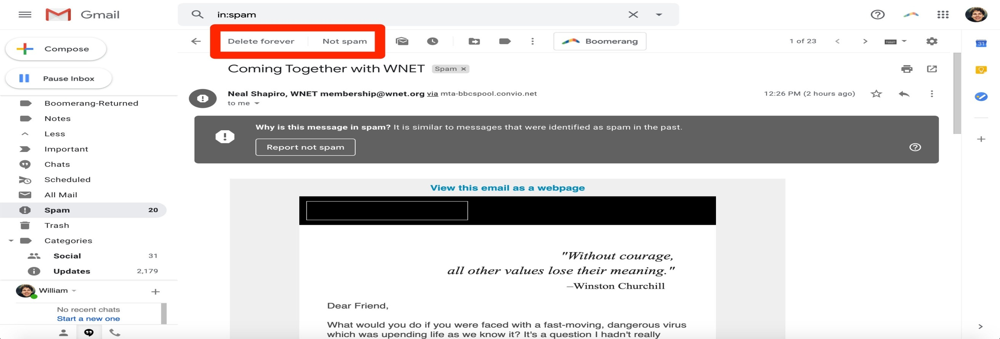 Gmail
in:spam
Compose
Pause Inbox
Boomerang-Returned
Notes
Less
Important
Chats
Scheduled
All Mail
Spam 20
Trash
Categories
Social 31
Updates 2,179
William
No recent chats
Start a new one
Delete forever Not spam
Boomerang
1 of 23
31
Coming Together with WNET Spam x
Neal Shapiro, WNET membership@wnet.org via mta-bbcspool.convio.net
12:26 PM (2 hours ago)
to me
Why is this message in spam? It is similar to messages that were identified as spam in the past.
Report not spam
View this email as a webpage
"Without courage,
all other values lose their meaning."
–Winston Churchill
Dear Friend,
What would you do if you were faced with a fast-moving, dangerous virus
which was upending life as we know it? It's a question I hadn't really